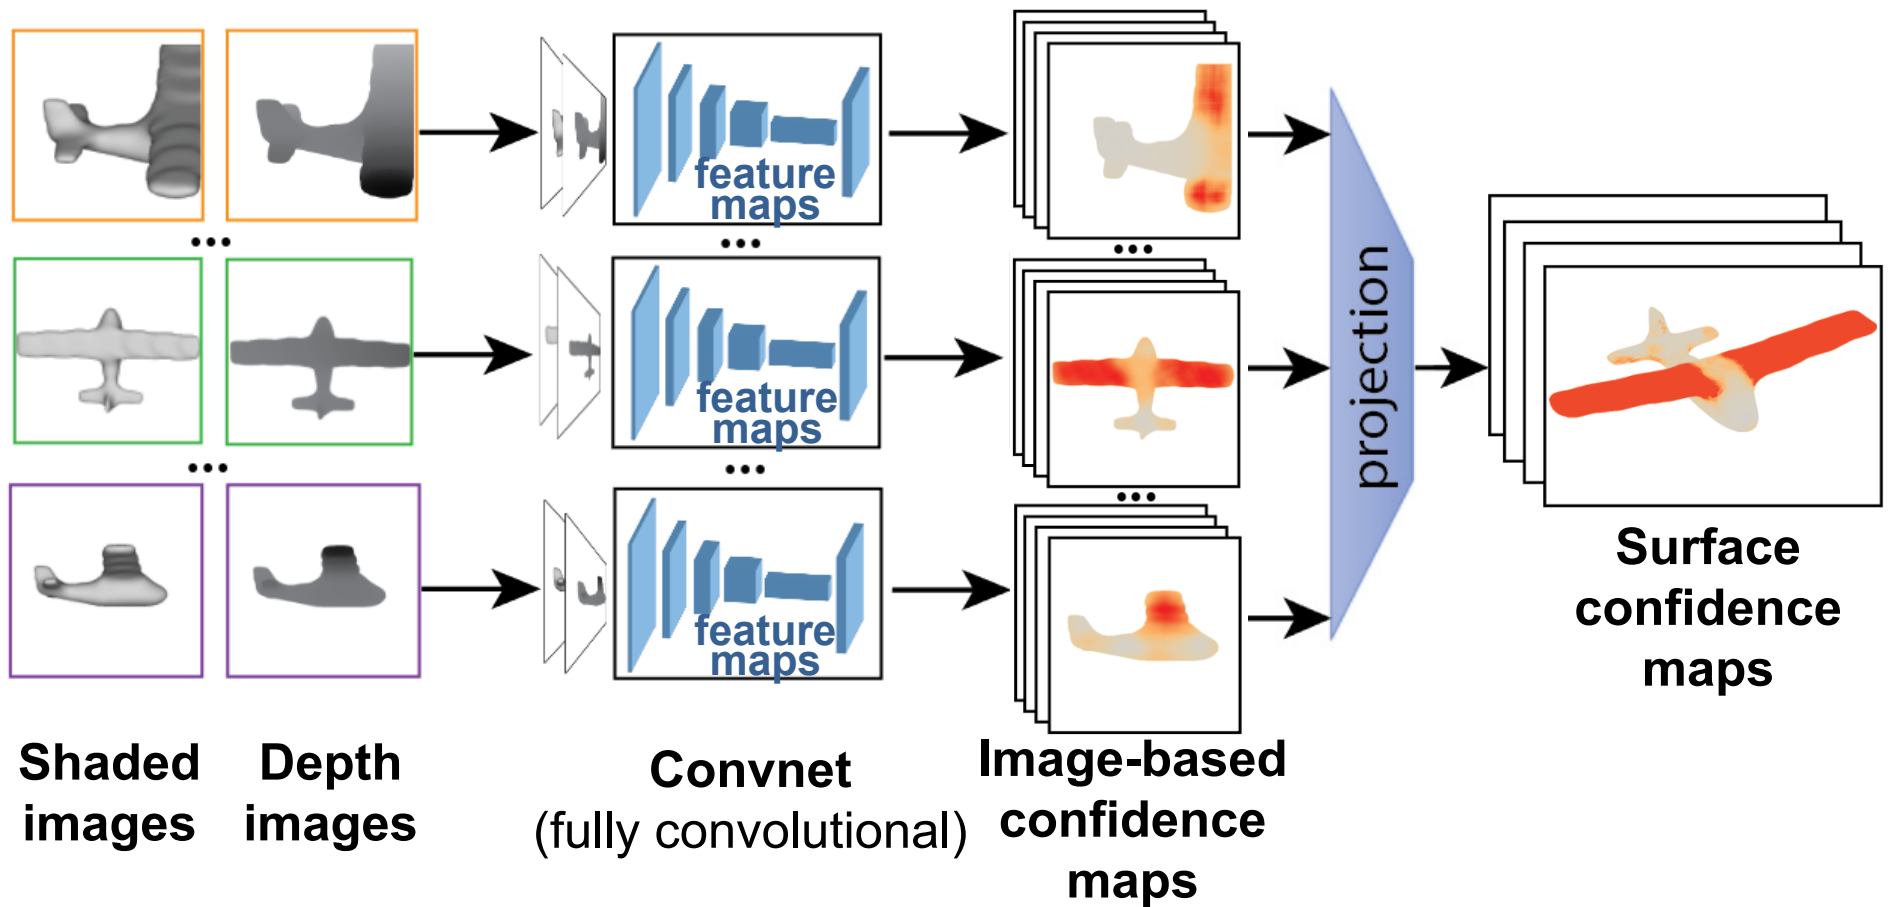 feature
maps
feature
maps
feature
maps
projection
Surface
confidence
maps
Shaded
images
Depth
images
Convnet
(fully convolutional)
Image-based
confidence
maps